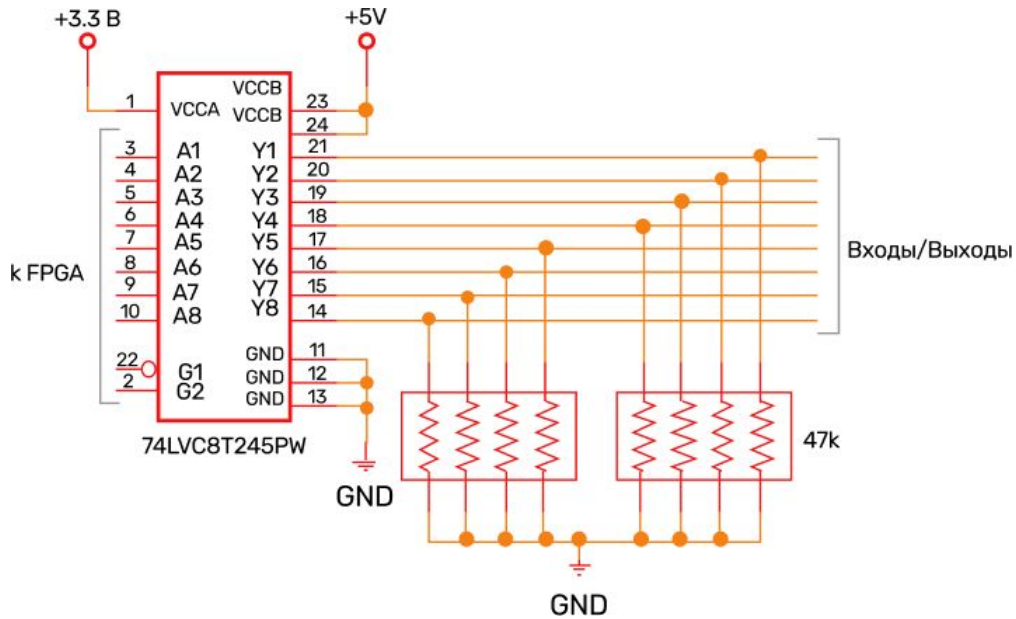 +3.3 В
+5V
VCCB
1
VCCA
VCCB
23
24
3
A1
Y1
21
4
A2
Y2
20
5
A3
Y3
19
6
A4
Y4
18
7
A5
Y5
17
8
A6
Y6
16
9
A7
Y7
15
10
A8
Y8
14
k FPGA
Входы/Выходы
GND
11
22
G1
GND
12
2
G2
GND
13
74LVC8T245PW
GND
47k
GND